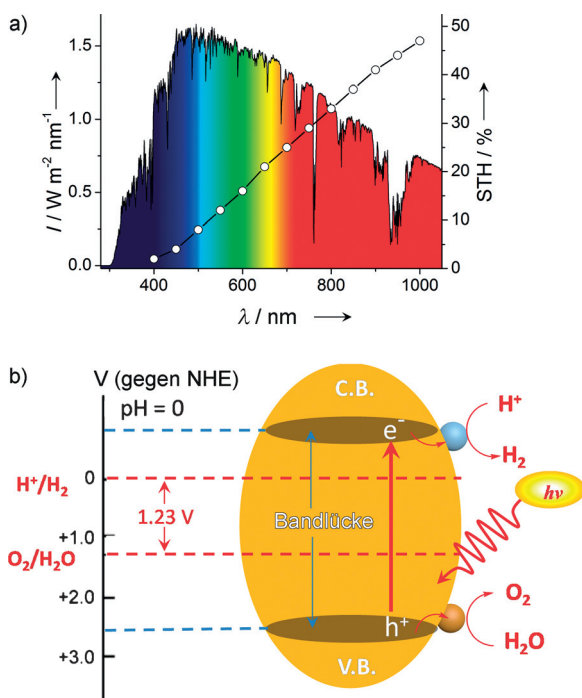 a)
I / W m⁻² nm⁻¹ →
1.5
1.0
0.5
0.0
50
40
30
20
10
0
STH / % →
400 600 800 1000
λ / nm →
b)
V (gegen NHE)
pH = 0
C.B.
e⁻
H⁺
H₂
0
H⁺/H₂
1.23 V
Bandlücke
hν
+1.0
O₂/H₂O
+2.0
O₂
h⁺
H₂O
+3.0
V.B.